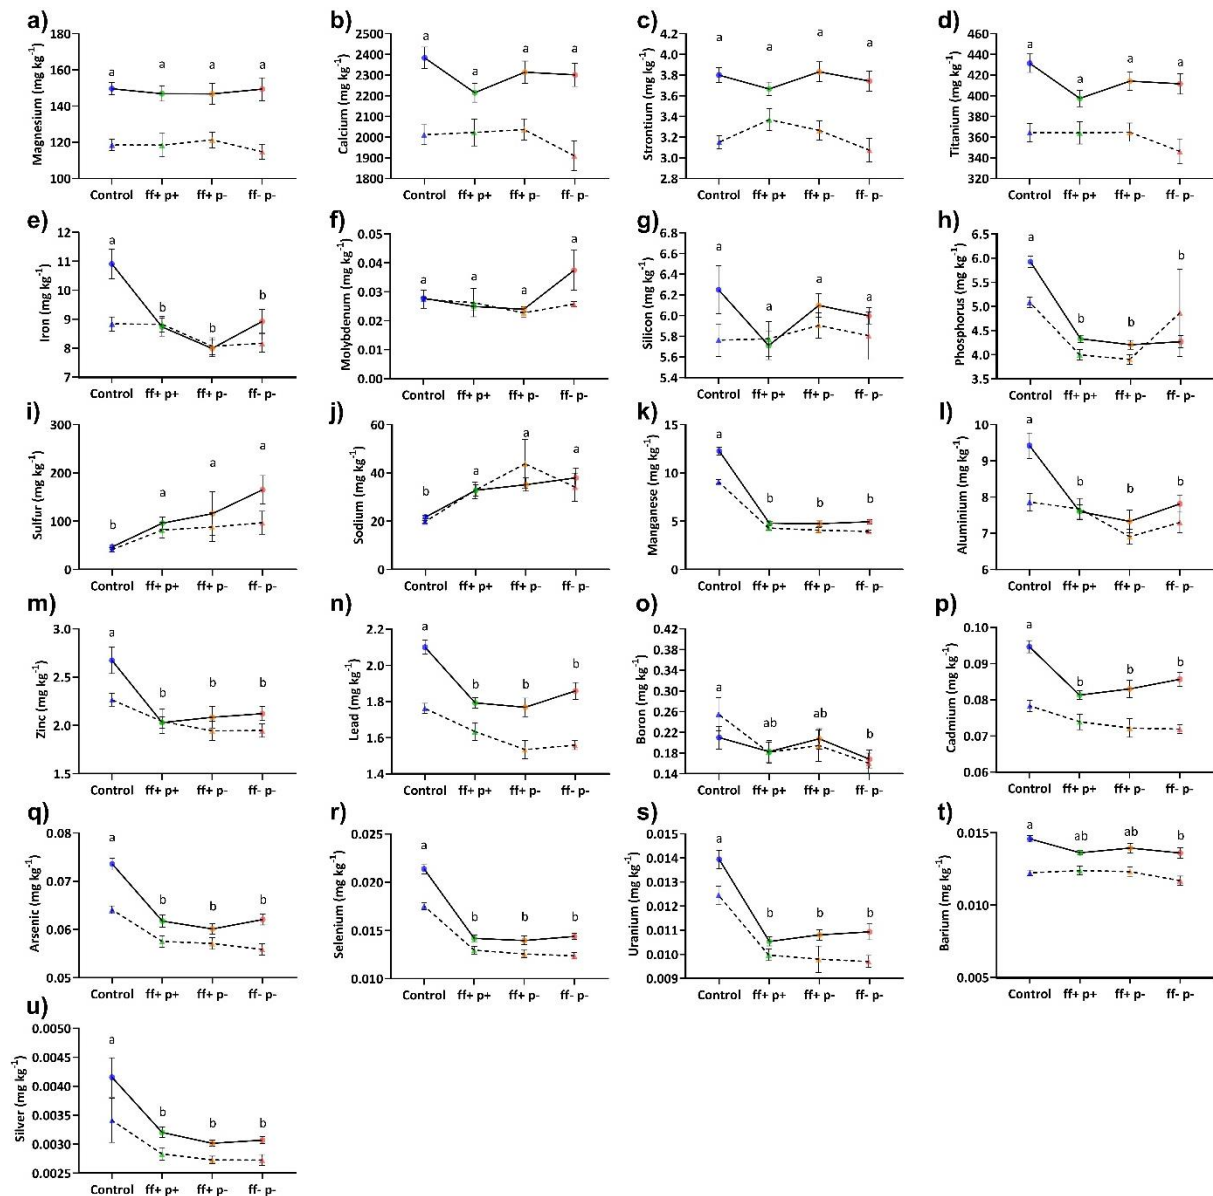 a) b) c) d)
Magnesium (mg kg⁻¹) 180 160 140 120 100 a a a a Control ff+ p+ ff+ p- ff- p-
Calcium (mg kg⁻¹) 2500 2400 2300 2200 2100 2000 1900 1800 a a a a Control ff+ p+ ff+ p- ff- p-
Strontium (mg kg⁻¹) 4.2 4.0 3.8 3.6 3.4 3.2 3.0 2.8 a a a a Control ff+ p+ ff+ p- ff- p-
Titanium (mg kg⁻¹) 460 440 420 400 380 360 340 320 a a a a Control ff+ p+ ff+ p- ff- p-
e) f) g) h)
Iron (mg kg⁻¹) 12 11 10 9 8 7 a b b b Control ff+ p+ ff+ p- ff- p-
Molybdenum (mg kg⁻¹) 0.05 0.04 0.03 0.02 0.01 0.00 a a a a Control ff+ p+ ff+ p- ff- p-
Silicon (mg kg⁻¹) 6.8 6.6 6.4 6.2 6.0 5.8 5.6 5.4 a a a a Control ff+ p+ ff+ p- ff- p-
Phosphorus (mg kg⁻¹) 6.5 6.0 5.5 5.0 4.5 4.0 3.5 a b b b Control ff+ p+ ff+ p- ff- p-
i) j) k) l)
Sulfur (mg kg⁻¹) 300 200 100 0 b a a a Control ff+ p+ ff+ p- ff- p-
Sodium (mg kg⁻¹) 60 40 20 0 b a a a Control ff+ p+ ff+ p- ff- p-
Manganese (mg kg⁻¹) 15 10 5 0 a b b b Control ff+ p+ ff+ p- ff- p-
Aluminium (mg kg⁻¹) 10 9 8 7 6 a b b b Control ff+ p+ ff+ p- ff- p-
m) n) o) p)
Zinc (mg kg⁻¹) 3.0 2.5 2.0 1.5 a b b b Control ff+ p+ ff+ p- ff- p-
Lead (mg kg⁻¹) 2.2 2.0 1.8 1.6 1.4 a b b b Control ff+ p+ ff+ p- ff- p-
Boron (mg kg⁻¹) 0.42 0.38 0.34 0.30 0.26 0.22 0.18 0.14 a ab ab b Control ff+ p+ ff+ p- ff- p-
Cadmium (mg kg⁻¹) 0.10 0.09 0.08 0.07 0.06 a b b b Control ff+ p+ ff+ p- ff- p-
q) r) s) t)
Arsenic (mg kg⁻¹) 0.08 0.07 0.06 0.05 a b b b Control ff+ p+ ff+ p- ff- p-
Selenium (mg kg⁻¹) 0.025 0.020 0.015 0.010 a b b b Control ff+ p+ ff+ p- ff- p-
Uranium (mg kg⁻¹) 0.015 0.014 0.013 0.0112 0.0110 0.0100 0.009 a b b b Control ff+ p+ ff+ p- ff- p-
Barium (mg kg⁻¹) 0.015 0.010 0.005 a ab ab b Control ff+ p+ ff+ p- ff- p-
u)
Silver (mg kg⁻¹) 0.0050 0.0045 0.0040 0.0035 0.0030 0.0025 a b b b Control ff+ p+ ff+ p- ff- p-